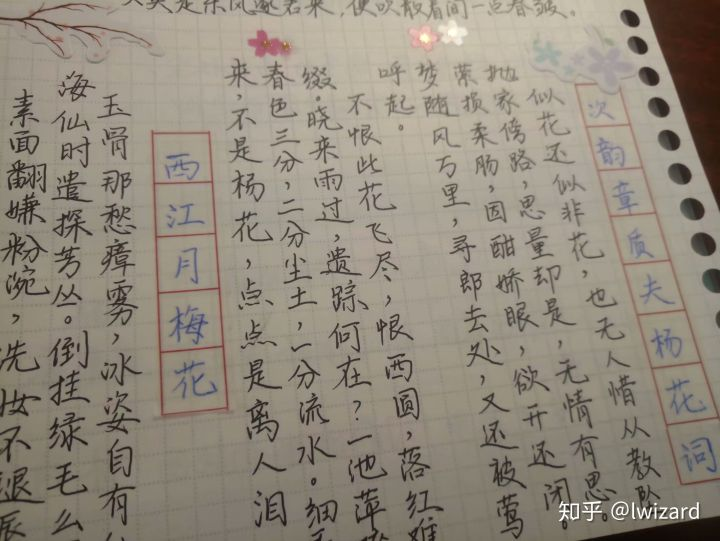 莫是东风逐君来,便吹散眉间一点春皱。
次韵章质夫杨花词
似花还似非花,也无人惜从教
抛家傍路,思量却是,无情有思。
萦损柔肠,因酣娇眼,欲开还闭。
梦随风万里,寻郎去处,又还被莺
呼起。
不恨此花飞尽,恨西圆,落红难
缀。晓来雨过,遗踪何在?一池萍
春色三分,二分尘土,一分流水。细
来,不是杨花,点点是离人泪
西江月梅花
玉骨那愁瘴雾,冰姿自有
海仙时遣探芳丛。倒挂绿毛么
素面翻嫌粉涴,洗妆不退唇
知乎 @lwizard